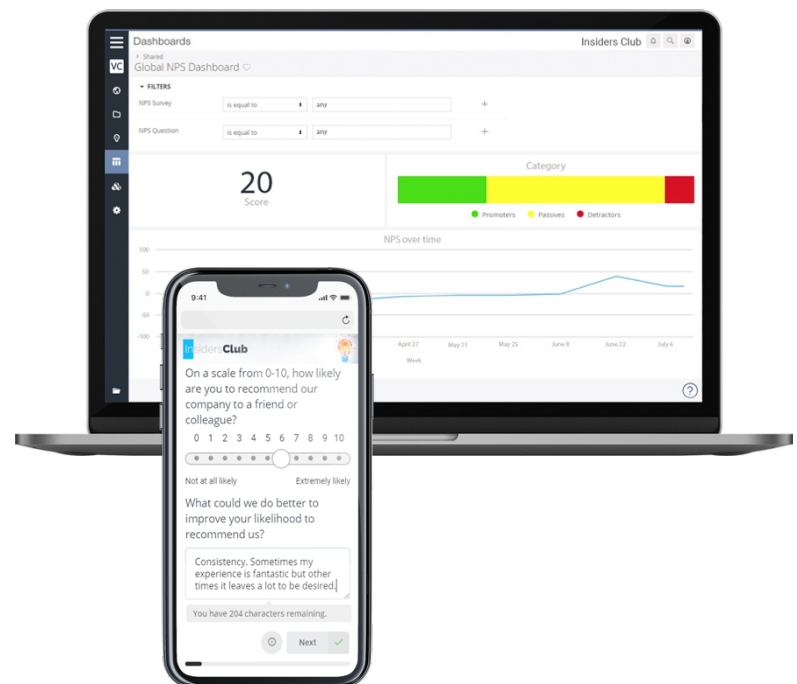 Dashboards
Insiders Club
VC
› Shared
Global NPS Dashboard
FILTERS
NPS Survey
is equal to
any
+
NPS Question
is equal to
any
+
20
Score
Category
Promoters
Passives
Detractors
NPS over time
100
50
0
-50
-100
April 27
May 11
May 25
June 8
June 22
July 6
Week
?
9:41
InsidersClub
On a scale from 0-10, how likely
are you to recommend our
company to a friend or
colleague?
0 1 2 3 4 5 6 7 8 9 10
Not at all likely
Extremely likely
What could we do better to
improve your likelihood to
recommend us?
Consistency. Sometimes my
experience is fantastic but other
times it leaves a lot to be desired.
You have 204 characters remaining.
Next